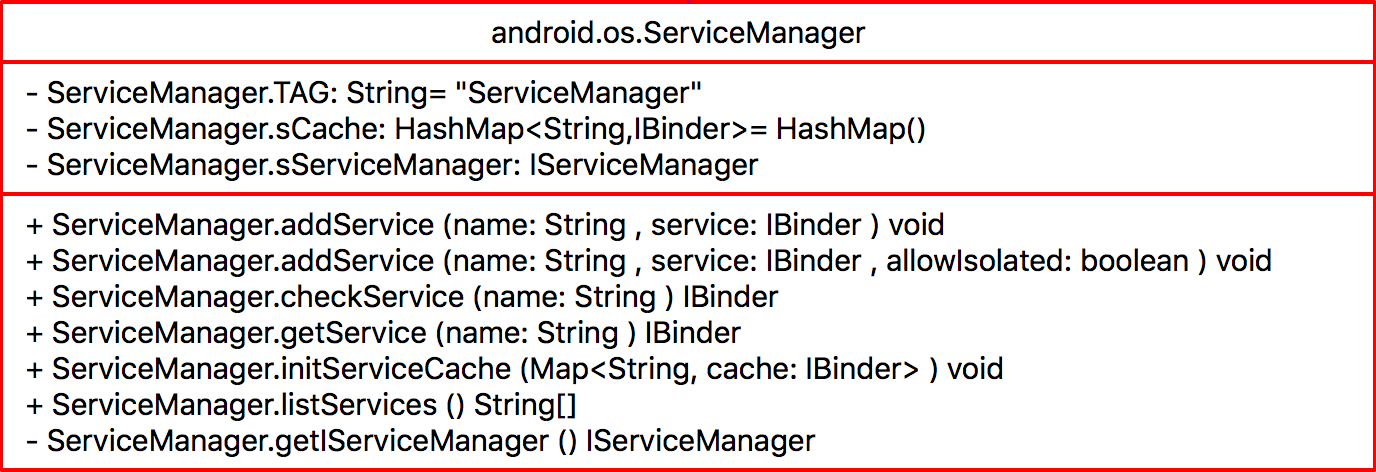 android.os.ServiceManager
- ServiceManager.TAG: String= "ServiceManager"
- ServiceManager.sCache: HashMap<String,IBinder>= HashMap()
- ServiceManager.sServiceManager: IServiceManager
+ ServiceManager.addService (name: String , service: IBinder ) void
+ ServiceManager.addService (name: String , service: IBinder , allowIsolated: boolean ) void
+ ServiceManager.checkService (name: String ) IBinder
+ ServiceManager.getService (name: String ) IBinder
+ ServiceManager.initServiceCache (Map<String, cache: IBinder> ) void
+ ServiceManager.listServices () String[]
- ServiceManager.getIServiceManager () IServiceManager